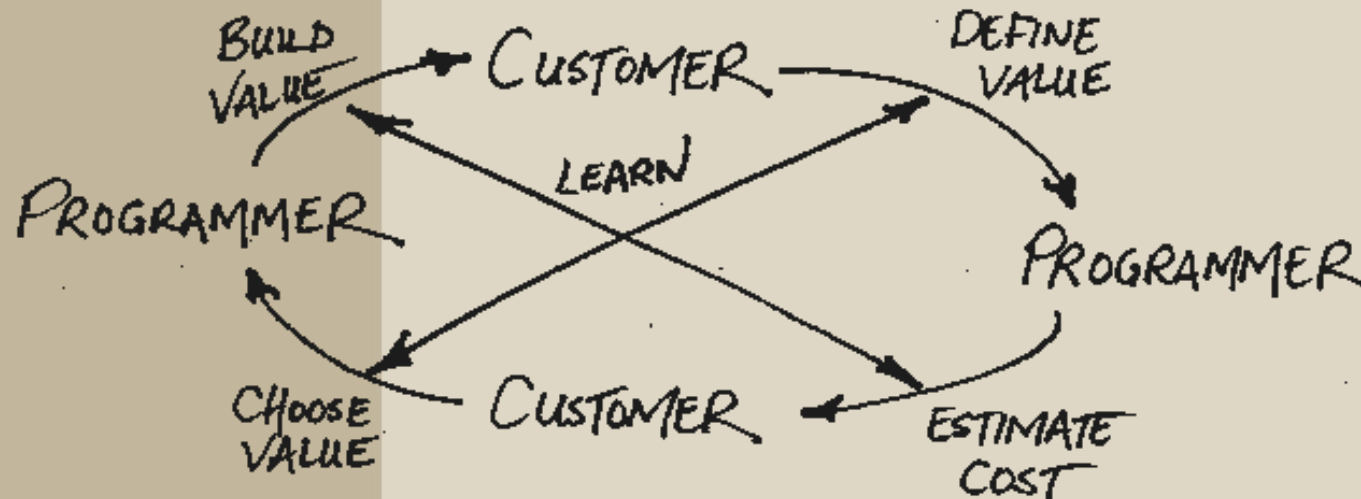 BUILD
VALUE
CUSTOMER
DEFINE
VALUE
LEARN
PROGRAMMER
PROGRAMMER
CHOOSE
VALUE
CUSTOMER
ESTIMATE
COST